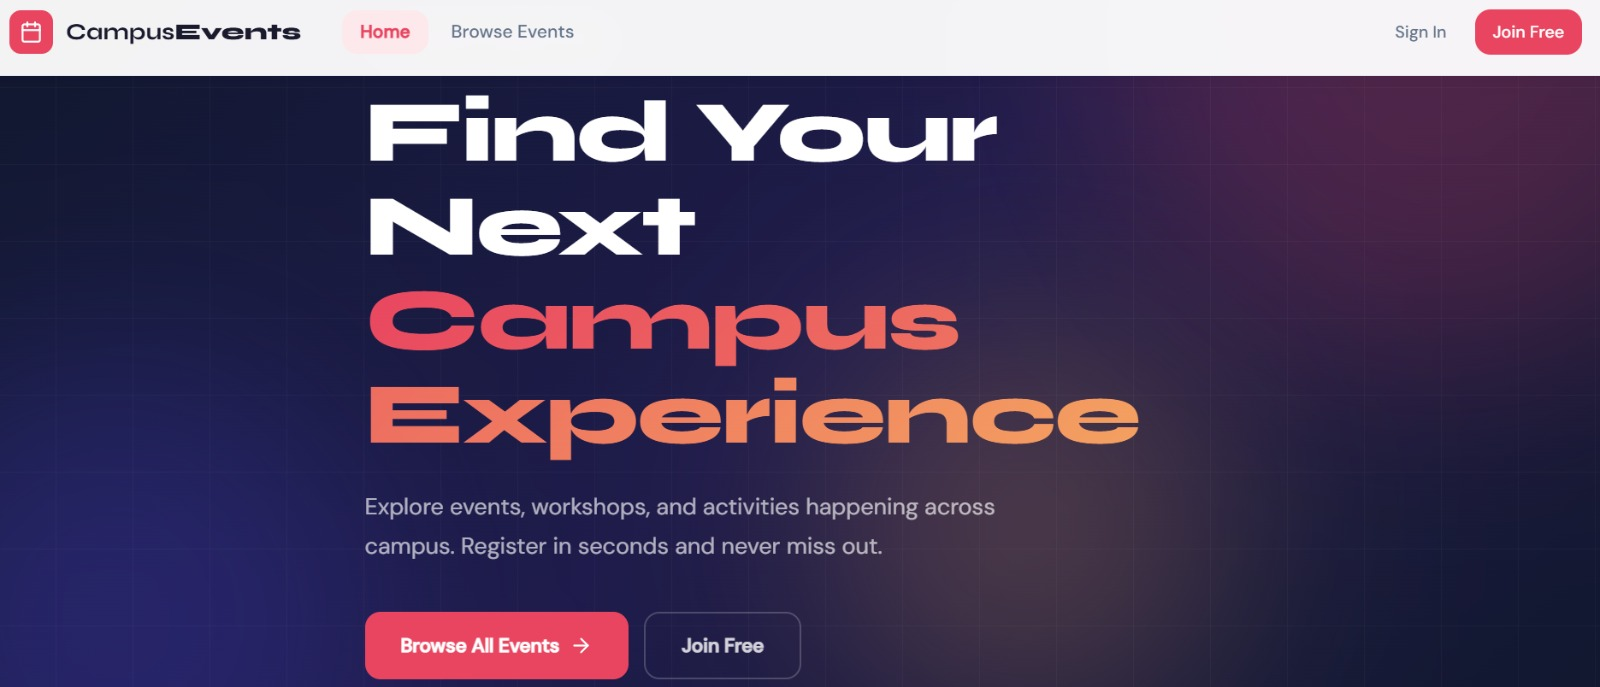 CampusEvents
Home
Browse Events
Sign In
Join Free
Find Your
Next
Campus
Experience
Explore events, workshops, and activities happening across
campus. Register in seconds and never miss out.
Browse All Events →
Join Free